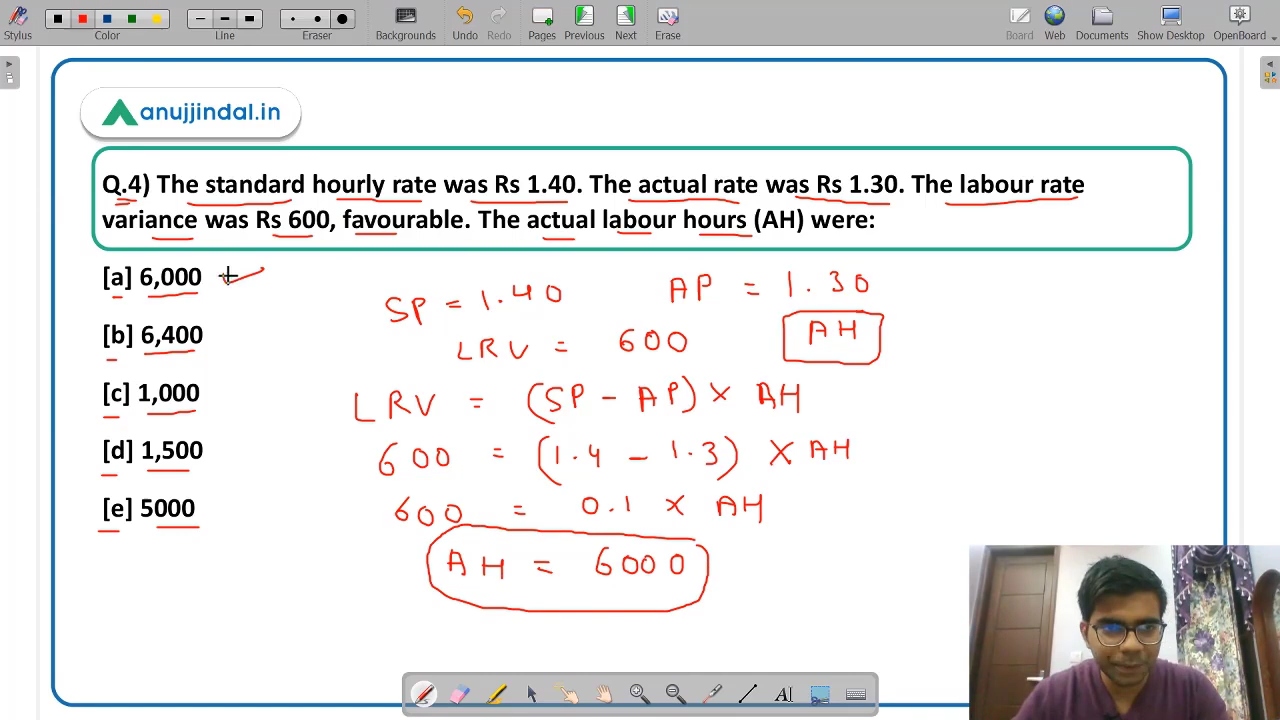 Stylus
Color
Line
Eraser
Backgrounds
Undo
Redo
Pages
Previous
Next
Erase
Board
Web
Documents
Show Desktop
OpenBoard
anujjindal.in
Q.4) The standard hourly rate was Rs 1.40. The actual rate was Rs 1.30. The labour rate
variance was Rs 600, favourable. The actual labour hours (AH) were:
[a] 6,000
[b] 6,400
[c] 1,000
[d] 1,500
[e] 5000
SP = 1.40
AP = 1.30
LRV = 600
AH
LRV = (SP - AP) × AH
600 = (1.4 - 1.3) × AH
600 = 0.1 × AH
AH = 6000